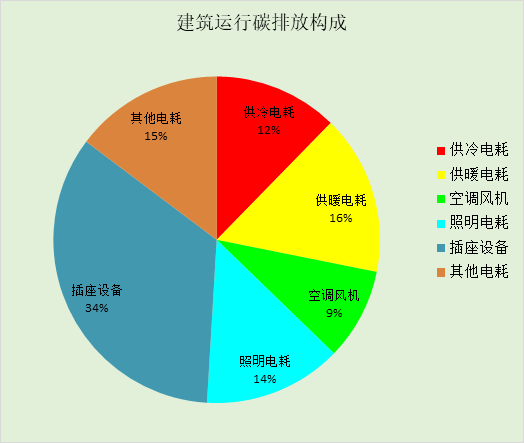 建筑运行碳排放构成
供冷电耗
12%
供暖电耗
16%
空调风机
9%
照明电耗
14%
插座设备
34%
其他电耗
15%
供冷电耗
供暖电耗
空调风机
照明电耗
插座设备
其他电耗